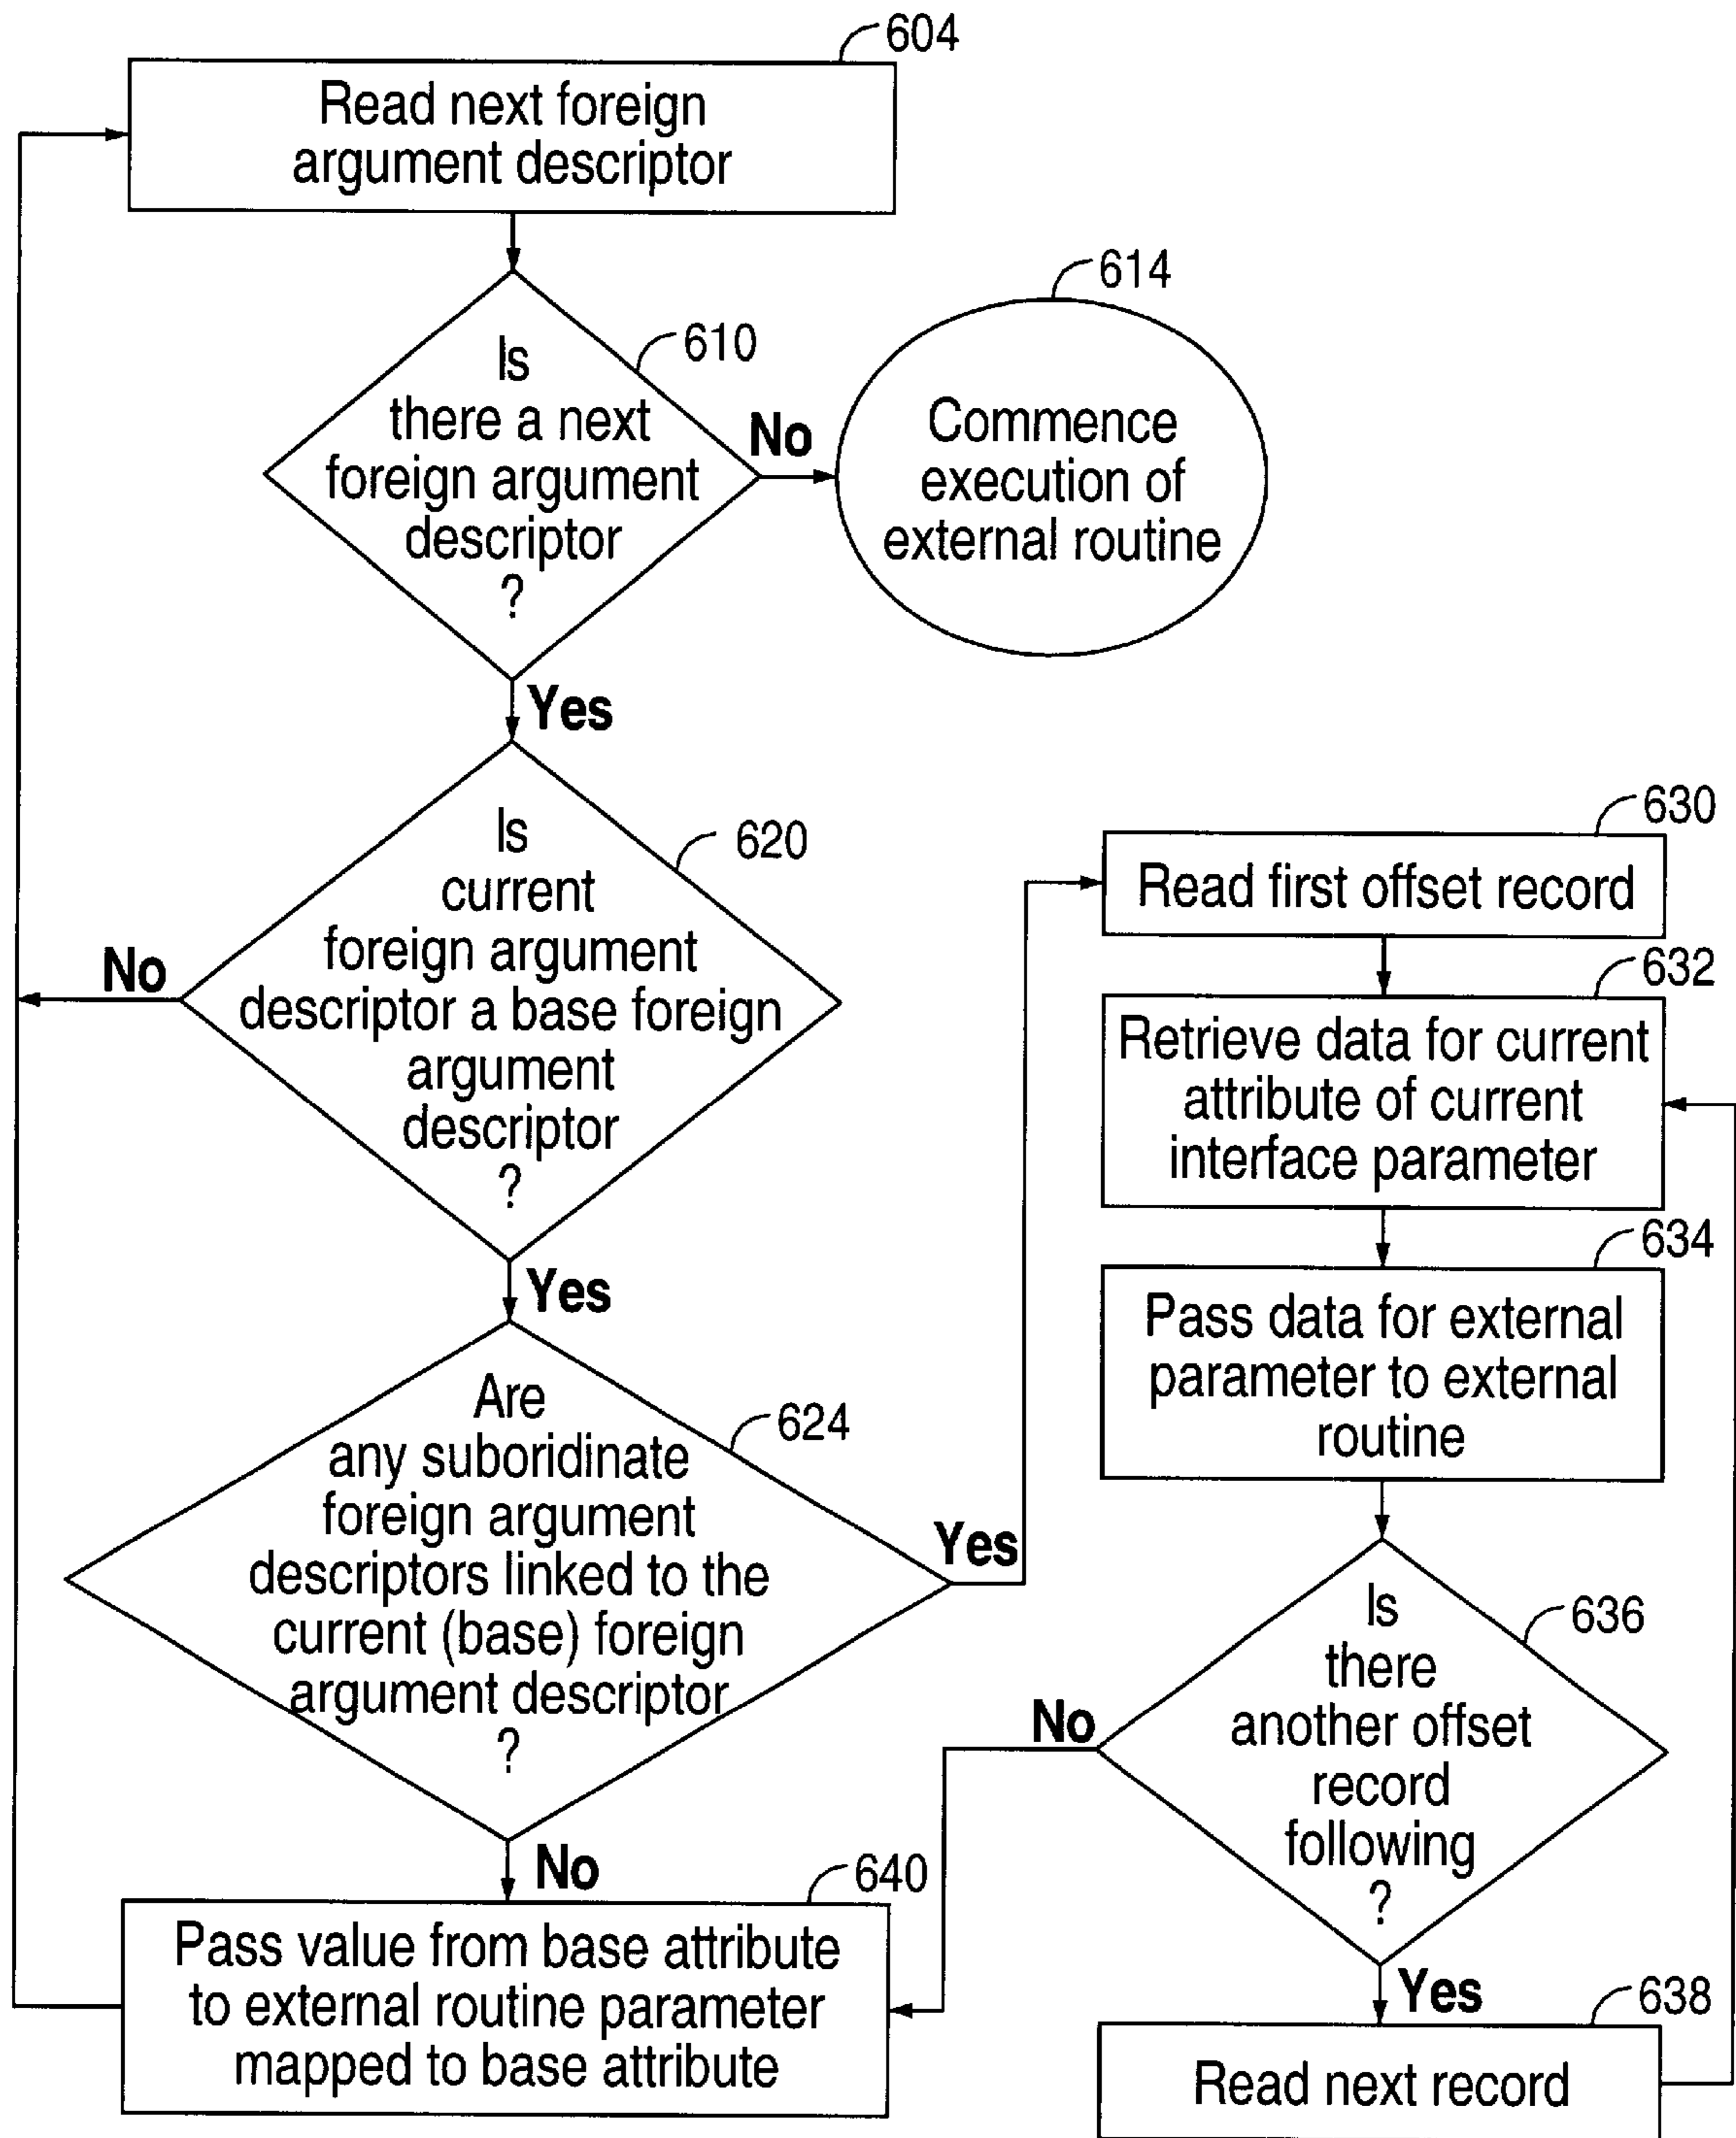 604
Read next foreign
argument descriptor
614
610
Is
there a next
foreign argument
descriptor
?
No
Commence
execution of
external routine
Yes
620
Is
current
foreign argument
descriptor a base foreign
argument
descriptor
?
No
Yes
624
Are
any suboridinate
foreign argument
descriptors linked to the
current (base) foreign
argument descriptor
?
Yes
No
630
Read first offset record
632
Retrieve data for current
attribute of current
interface parameter
634
Pass data for external
parameter to external
routine
636
Is
there
another offset
record
following
?
No
Yes
638
Read next record
640
Pass value from base attribute
to external routine parameter
mapped to base attribute